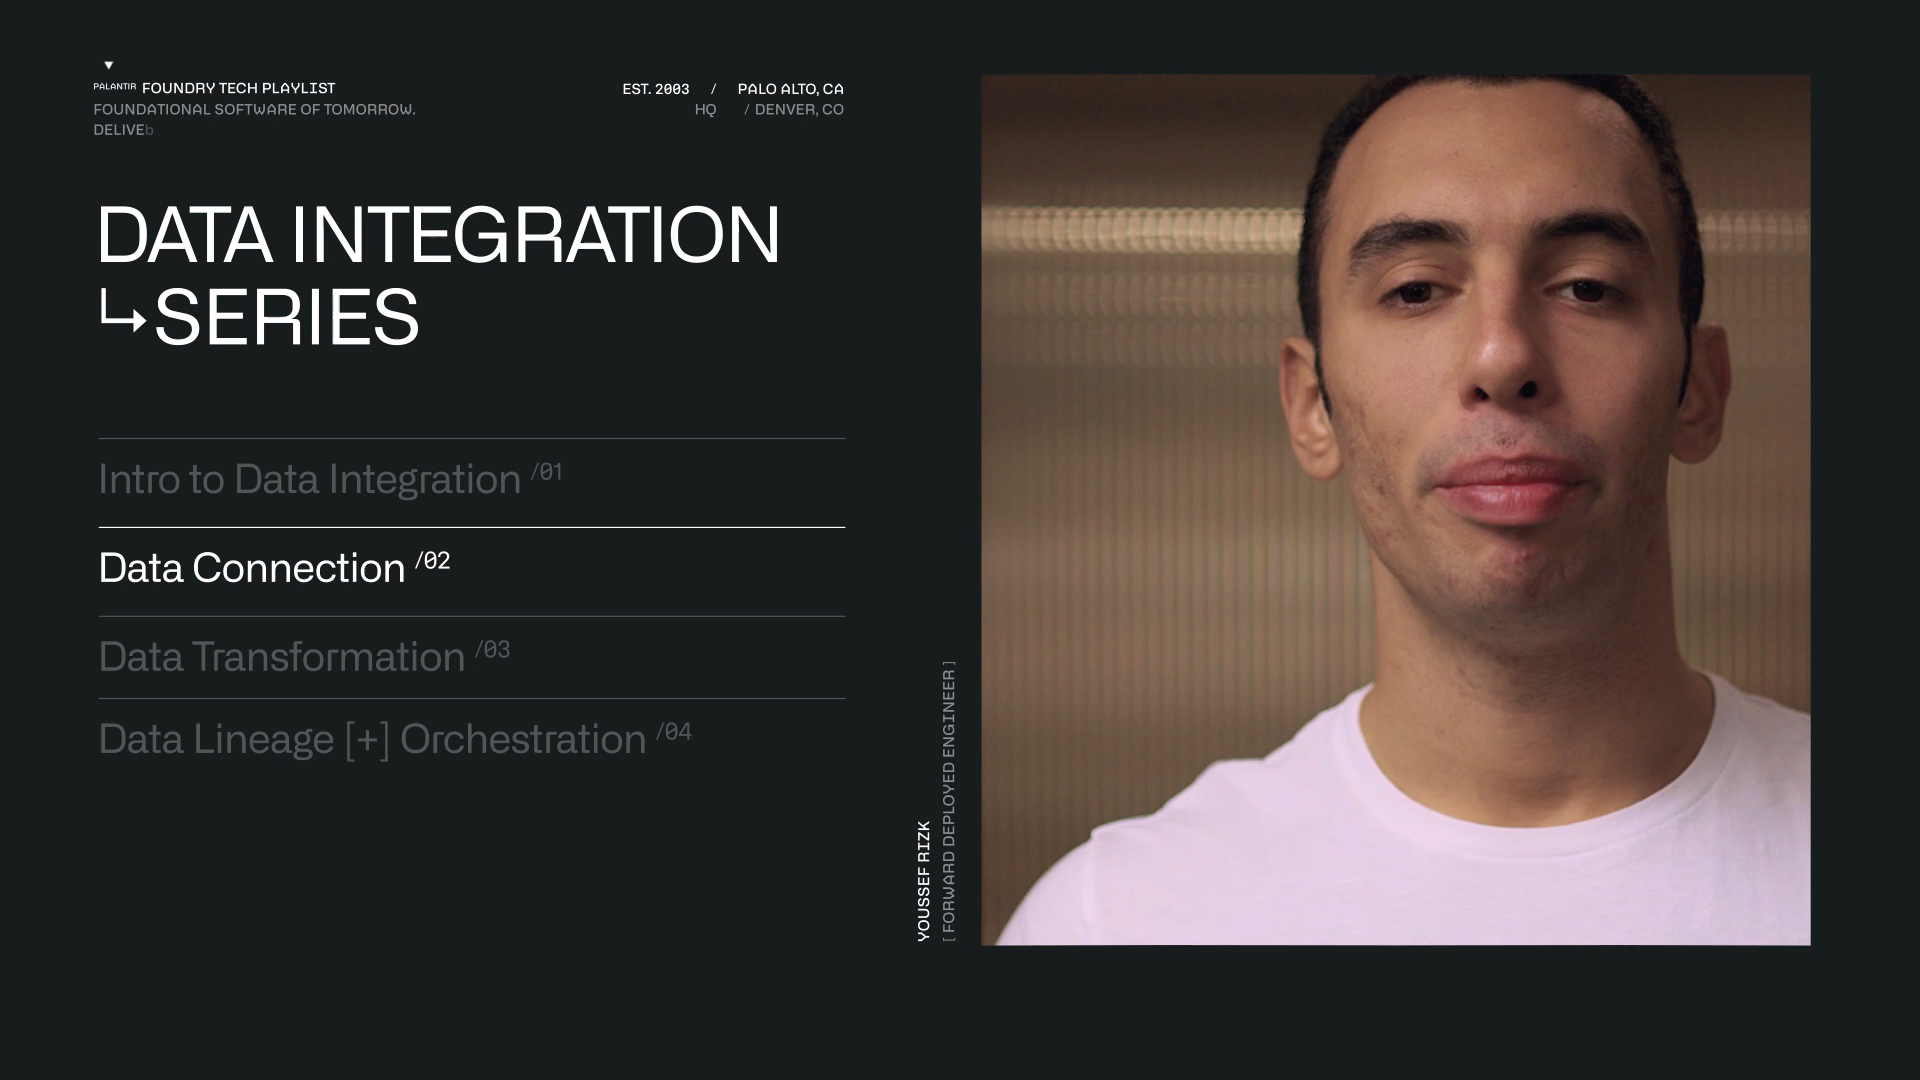 PALANTIR FOUNDRY TECH PLAYLIST
FOUNDATIONAL SOFTWARE OF TOMORROW.
DELIVEb
EST. 2003 / PALO ALTO, CA
HQ / DENVER, CO
DATA INTEGRATION
↳SERIES
Intro to Data Integration /01
Data Connection /02
Data Transformation /03
Data Lineage [+] Orchestration /04
YOUSSEF RIZK
[ FORWARD DEPLOYED ENGINEER ]